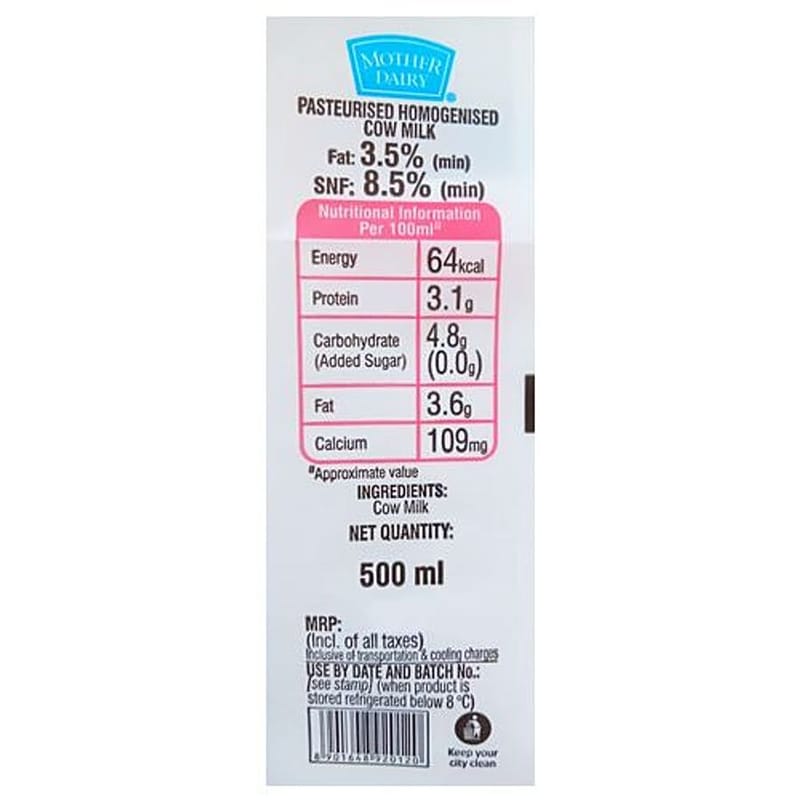 MOTHER
DAIRY
PASTEURISED HOMOGENISED
COW MILK
Fat: 3.5% (min)
SNF: 8.5% (min)
Nutritional Information
Per 100ml#
Energy 64kcal
Protein 3.1g
Carbohydrate 4.8g
(Added Sugar) (0.0g)
Fat 3.6g
Calcium 109mg
#Approximate value
INGREDIENTS:
Cow Milk
NET QUANTITY:
500 ml
MRP:
(Incl. of all taxes)
Inclusive of transportation & cooling charges
USE BY DATE AND BATCH No.:
[see stamp] (when product is
stored refrigerated below 8°C)
8 901648 920120
Keep your
city clean